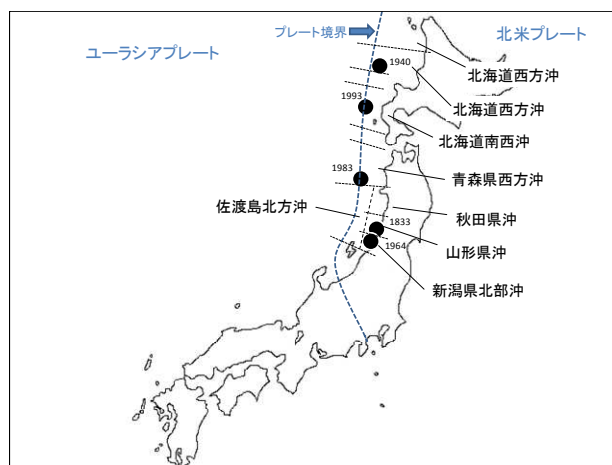 プレート境界
ユーラシアプレート
北米プレート
1940
北海道西方沖
1993
北海道西方沖
北海道南西沖
1983
青森県西方沖
佐渡島北方沖
秋田県沖
1833
山形県沖
1964
新潟県北部沖